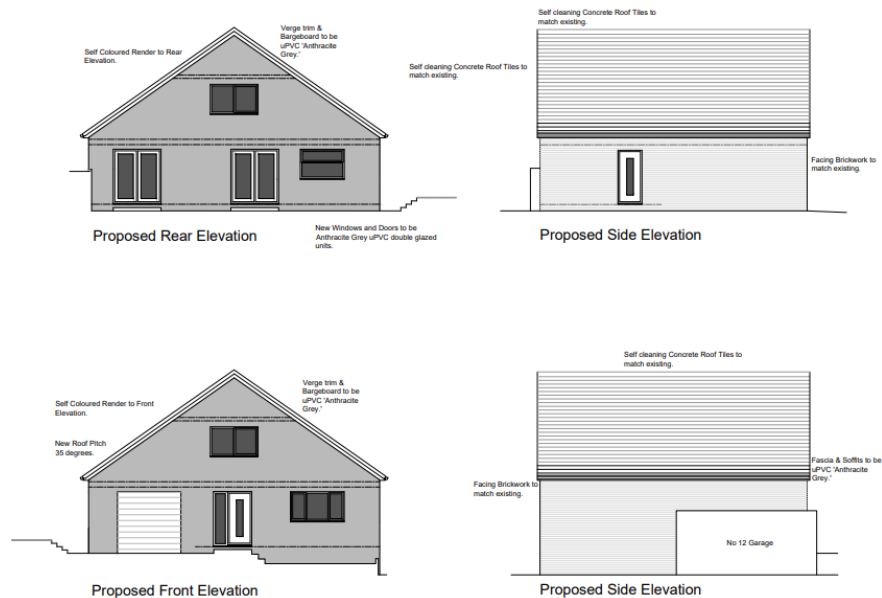 Self Coloured Render to Rear
Elevation.
Verge trim &
Bargeboard to be
uPVC 'Anthracite
Grey.'
Proposed Rear Elevation
New Windows and Doors to be
Anthracite Grey uPVC double glazed
units.
Self cleaning Concrete Roof Tiles to
match existing.
Self cleaning Concrete Roof Tiles to
match existing.
Facing Brickwork to
match existing.
Proposed Side Elevation
Self Coloured Render to Front
Elevation.
New Roof Pitch
35 degrees.
Verge trim &
Bargeboard to be
uPVC 'Anthracite
Grey.'
Proposed Front Elevation
Self cleaning Concrete Roof Tiles to
match existing.
Facing Brickwork to
match existing.
Fascia & Soffits to be
uPVC 'Anthracite
Grey.'
No 12 Garage
Proposed Side Elevation